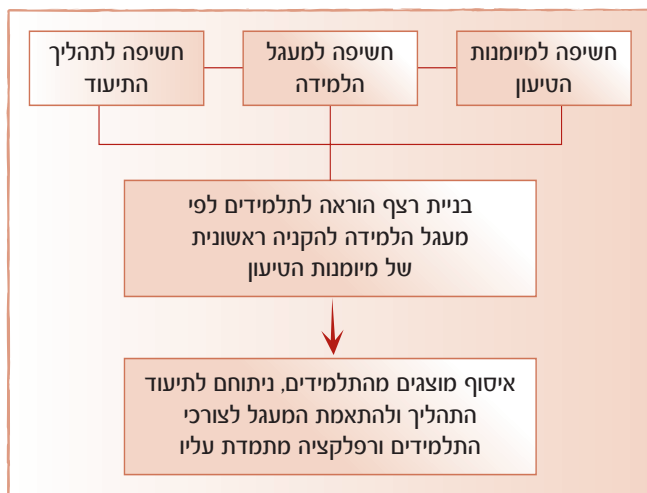 חשיפה למיומנות
הטיעון
חשיפה למעגל
הלמידה
חשיפה לתהליך
התיעוד
בניית רצף הוראה לתלמידים לפי
מעגל הלמידה להקניה ראשונית
של מיומנות הטיעון
איסוף מוצגים מהתלמידים, ניתוחם לתיעוד
התהליך ולהתאמת המעגל לצורכי
התלמידים ורפלקציה מתמדת עליו